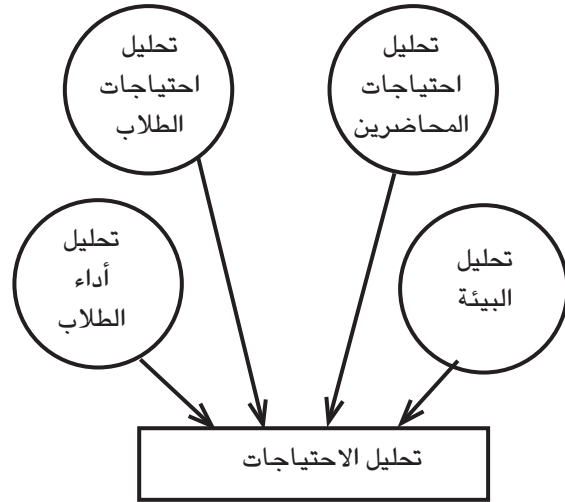 تحليل
احتياجات
المحاضرين
تحليل
احتياجات
الطلاب
تحليل
البيئة
تحليل
أداء
الطلاب
تحليل الاحتياجات